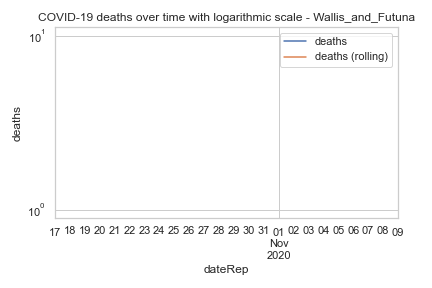 COVID-19 deaths over time with logarithmic scale - Wallis_and_Futuna
10¹
deaths
deaths (rolling)
deaths
10⁰
17 18 19 20 21 22 23 24 25 26 27 28 29 30 31 01 02 03 04 05 06 07 08 09
Nov
2020
dateRep